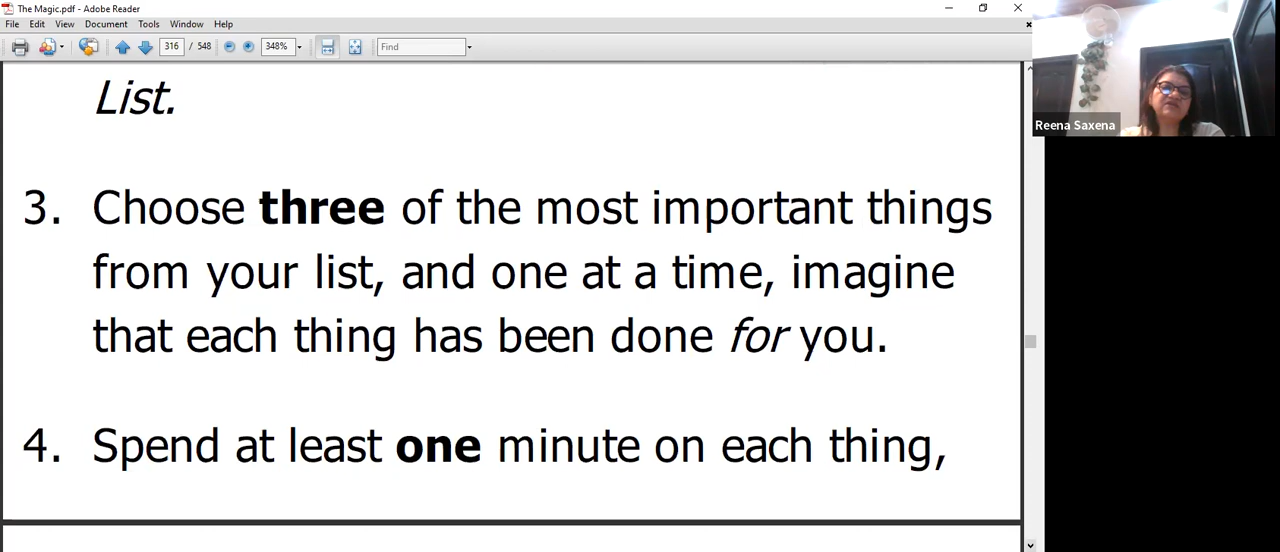 The Magic.pdf - Adobe Reader
File Edit View Document Tools Window Help
316 / 548 348% Find
List.
3. Choose three of the most important things
from your list, and one at a time, imagine
that each thing has been done for you.
4. Spend at least one minute on each thing,
Reena Saxena